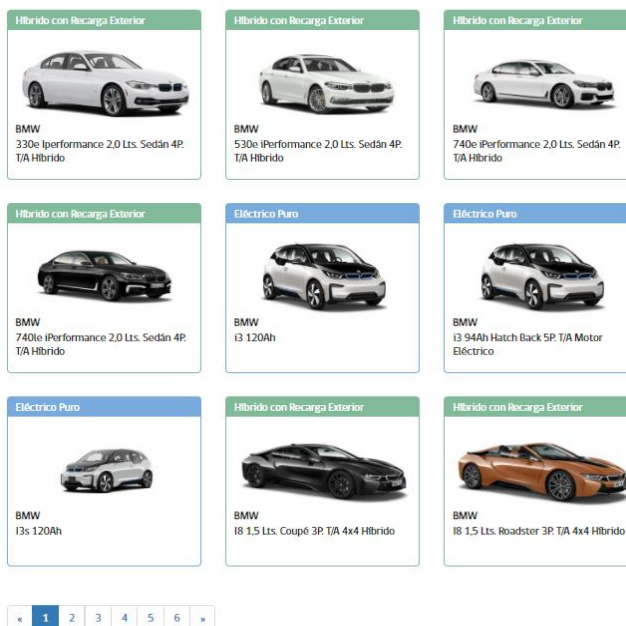 Híbrido con Recarga Exterior
BMW
330e Iperformance 2,0 Lts. Sedán 4P.
T/A Híbrido
Híbrido con Recarga Exterior
BMW
530e iPerformance 2,0 Lts. Sedán 4P.
T/A Híbrido
Híbrido con Recarga Exterior
BMW
740e iPerformance 2,0 Lts. Sedán 4P.
T/A Híbrido
Híbrido con Recarga Exterior
BMW
740le iPerformance 2,0 Lts. Sedán 4P.
T/A Híbrido
Eléctrico Puro
BMW
i3 120Ah
Eléctrico Puro
BMW
i3 94Ah Hatch Back 5P. T/A Motor
Eléctrico
Eléctrico Puro
BMW
I3s 120Ah
Híbrido con Recarga Exterior
BMW
I8 1,5 Lts. Coupé 3P. T/A 4x4 Híbrido
Híbrido con Recarga Exterior
BMW
I8 1,5 Lts. Roadster 3P. T/A 4x4 Híbrido
« 1 2 3 4 5 6 »